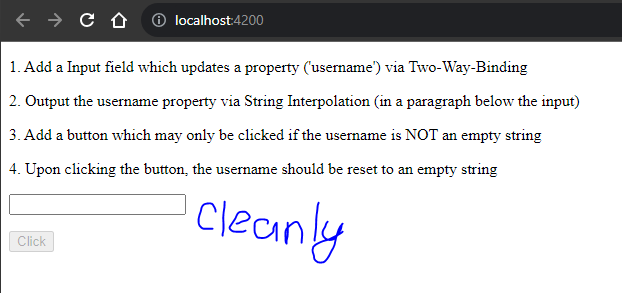 localhost:4200
1. Add a Input field which updates a property ('username') via Two-Way-Binding
2. Output the username property via String Interpolation (in a paragraph below the input)
3. Add a button which may only be clicked if the username is NOT an empty string
4. Upon clicking the button, the username should be reset to an empty string
Cleanly
Click